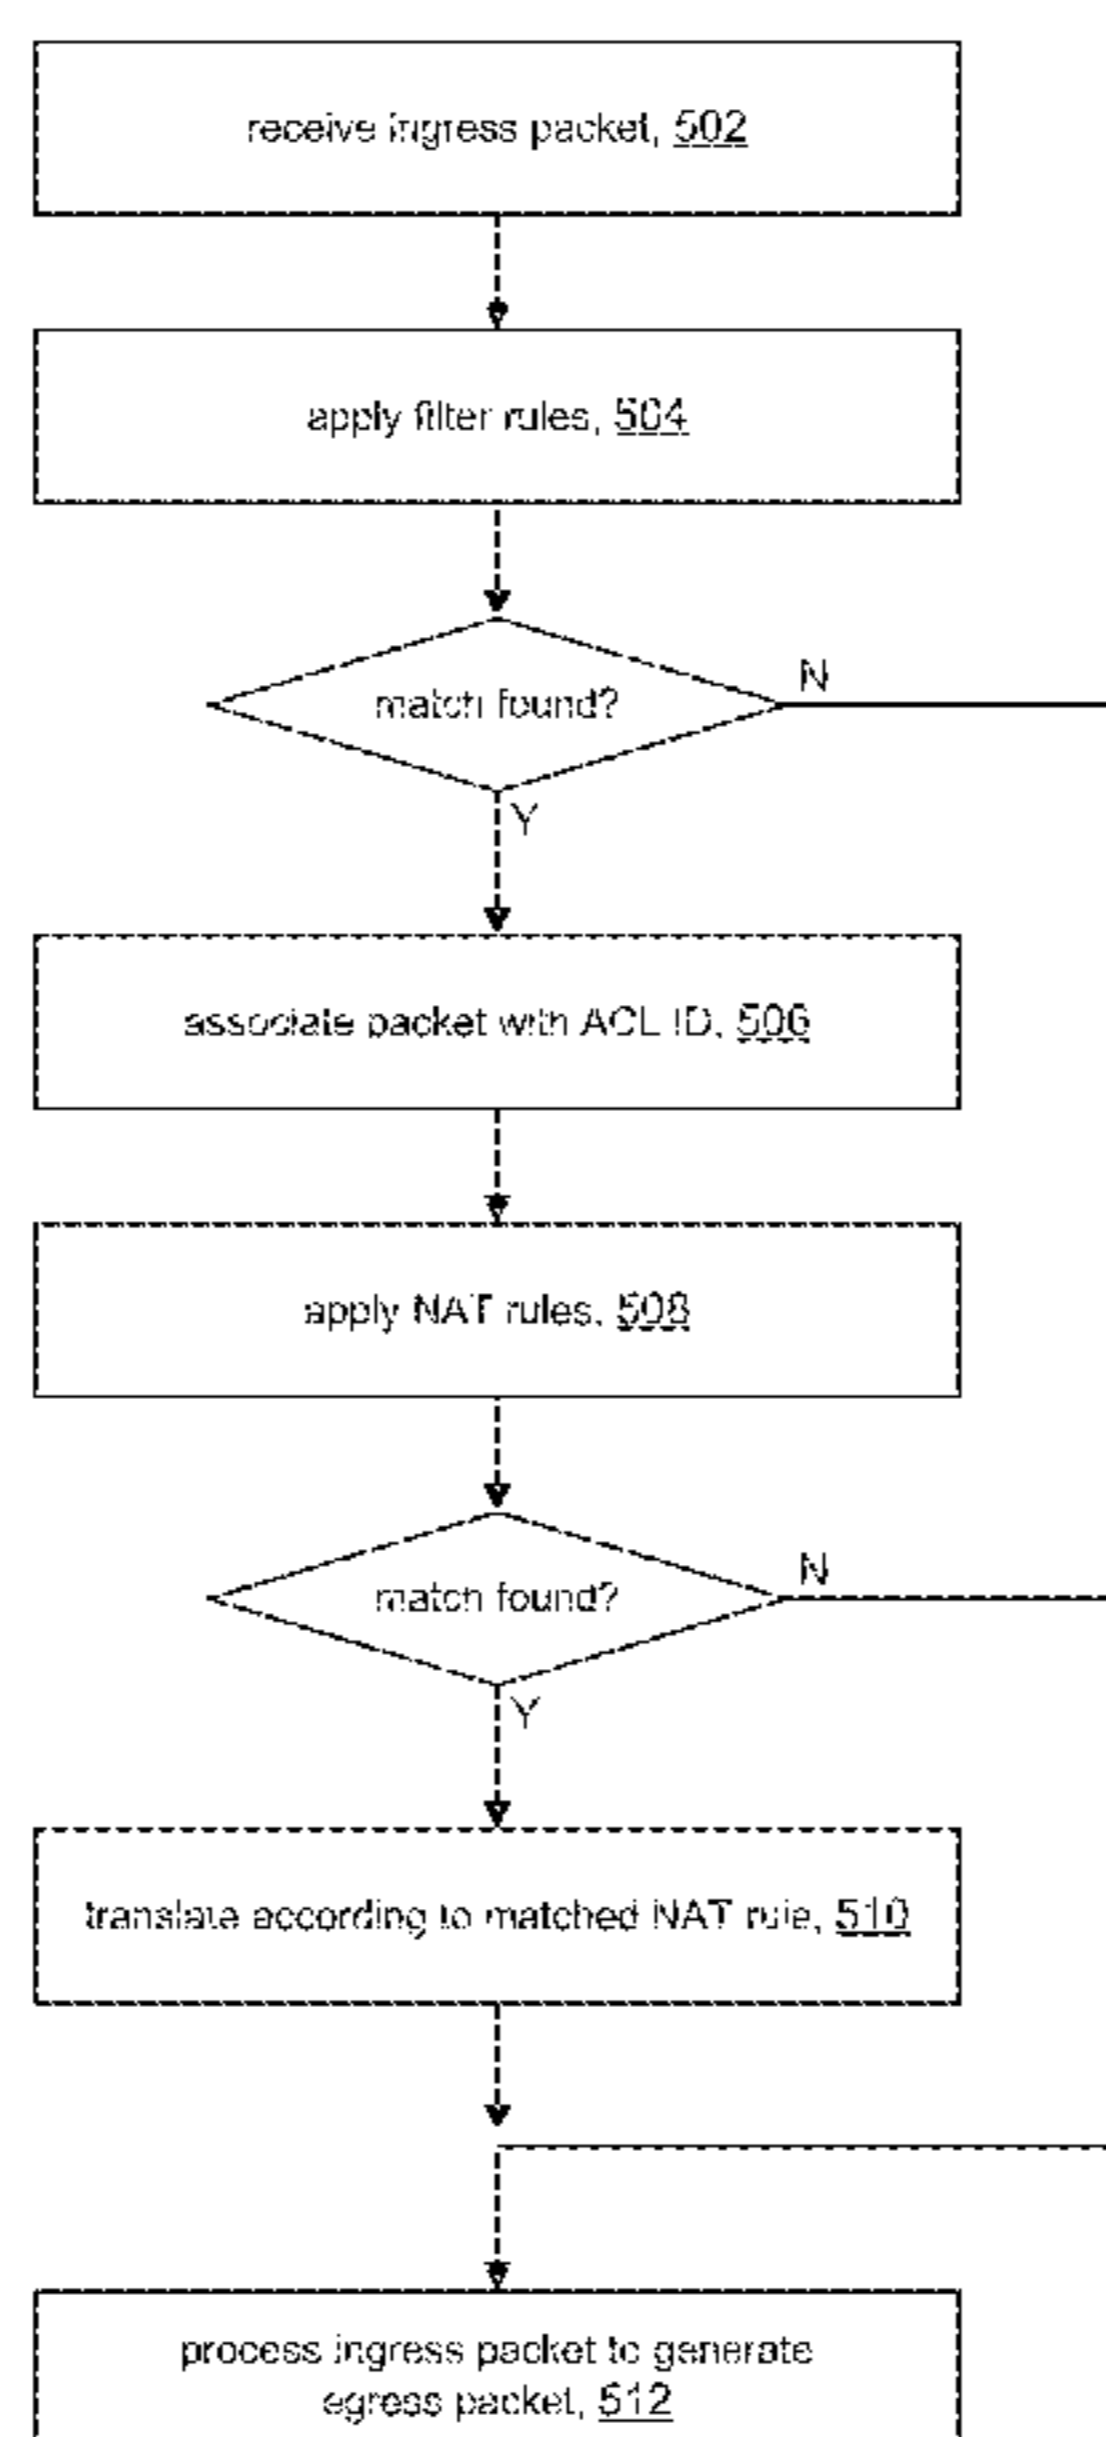 receive ingress packet, 502
apply filter rules, 504
match found?
N
Y
associate packet with ACL ID, 506
apply NAT rules, 508
match found?
N
Y
translate according to matched NAT rule, 510
process ingress packet to generate
egress packet, 512